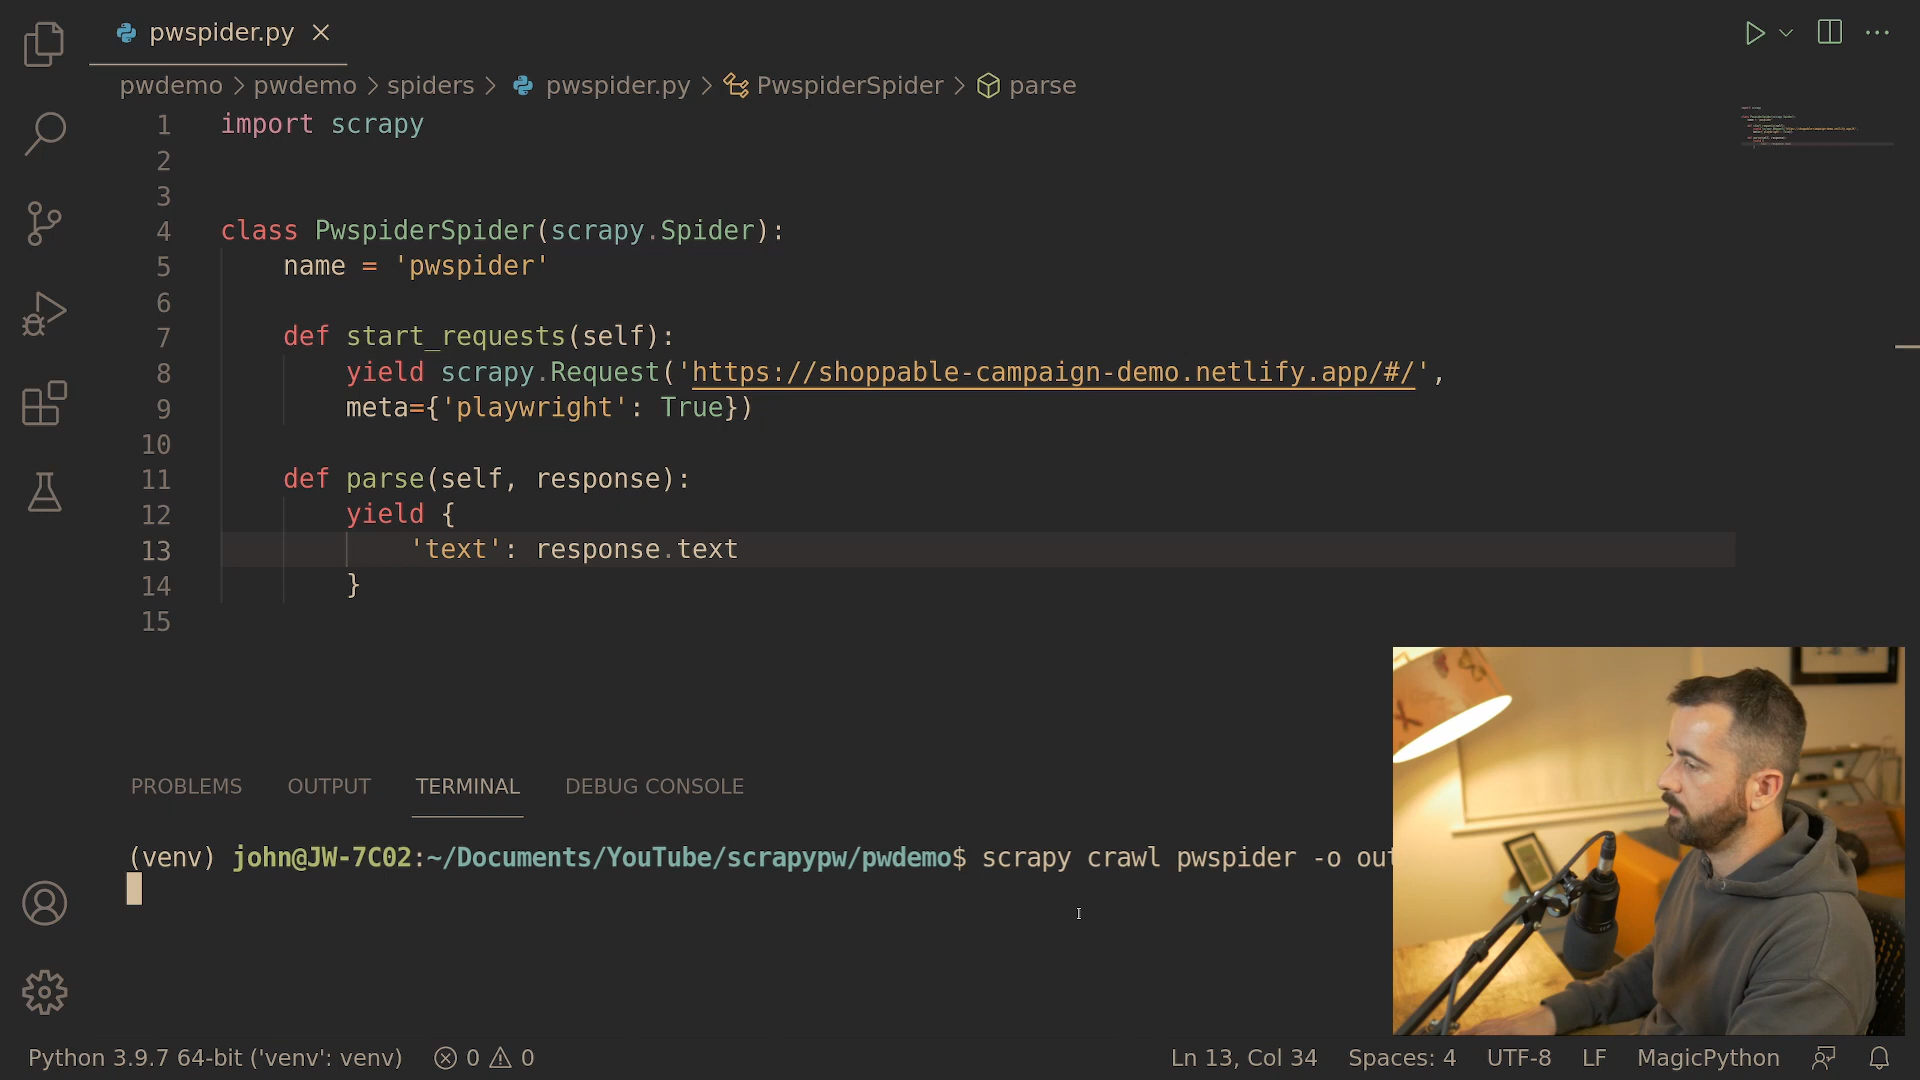 pwspider.py
pwdemo > pwdemo > spiders > pwspider.py > PwspiderSpider > parse
1 import scrapy
2
3
4 class PwspiderSpider(scrapy.Spider):
5 name = 'pwspider'
6
7 def start_requests(self):
8 yield scrapy.Request('https://shoppable-campaign-demo.netlify.app/#/',
9 meta={'playwright': True})
10
11 def parse(self, response):
12 yield {
13 'text': response.text
14 }
15
PROBLEMS OUTPUT TERMINAL DEBUG CONSOLE
(venv) john@JW-7C02:~/Documents/YouTube/scrapypw/pwdemo$ scrapy crawl pwspider -o out
Python 3.9.7 64-bit ('venv': venv) 0 0 Ln 13, Col 34 Spaces: 4 UTF-8 LF MagicPython